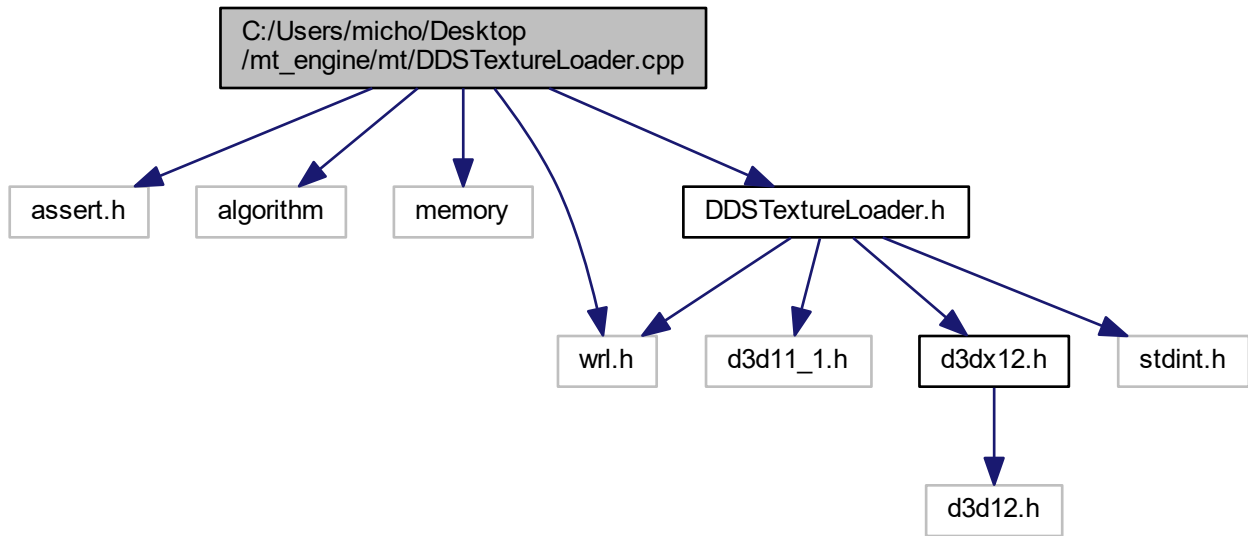 C:/Users/micho/Desktop
/mt_engine/mt/DDSTextureLoader.cpp
assert.h
algorithm
memory
DDSTextureLoader.h
wrl.h
d3d11_1.h
d3dx12.h
stdint.h
d3d12.h